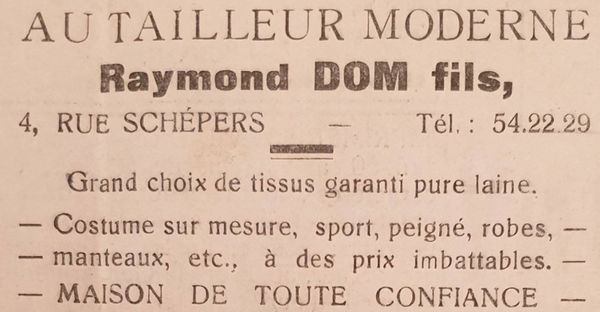 AU TAILLEUR MODERNE
Raymond DOM fils,
4, RUE SCHÉPERS — Tél. : 54.22.29
Grand choix de tissus garanti pure laine.
— Costume sur mesure, sport, peigné, robes, —
— manteaux, etc., à des prix imbattables. —
— MAISON DE TOUTE CONFIANCE —